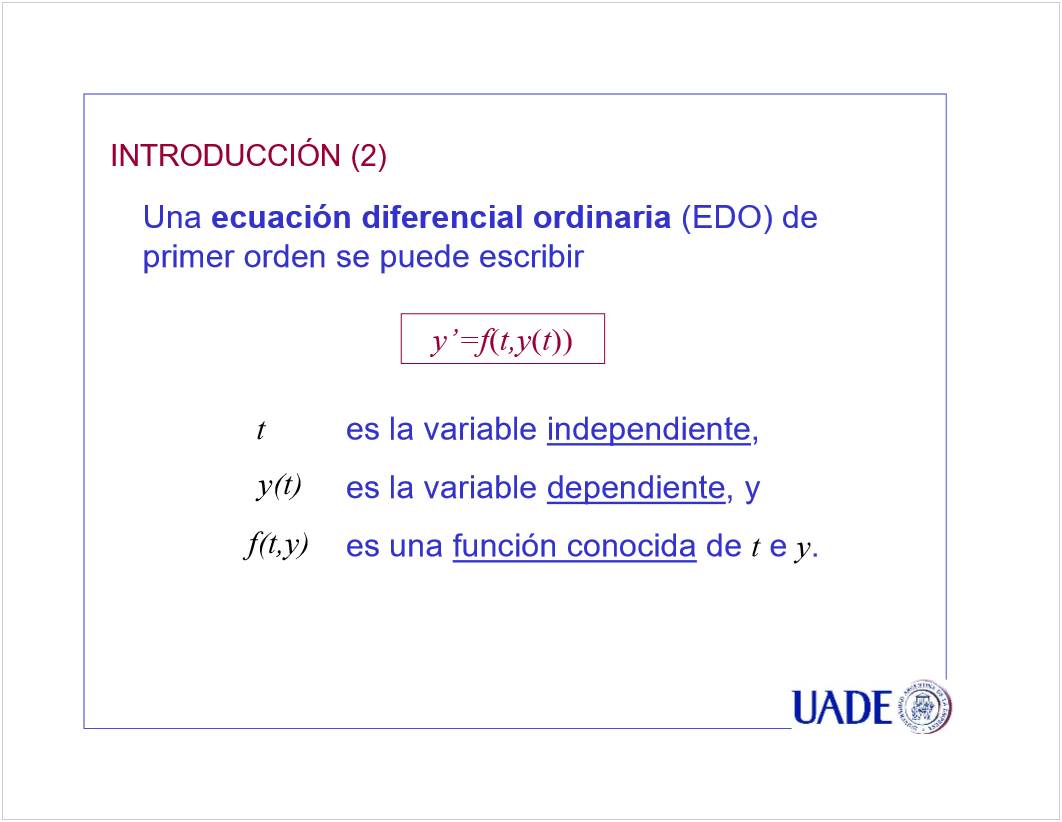 INTRODUCCIÓN (2)
Una ecuación diferencial ordinaria (EDO) de
primer orden se puede escribir
y’=f(t,y(t))
t es la variable independiente,
y(t) es la variable dependiente, y
f(t,y) es una función conocida de t e y.
UADE